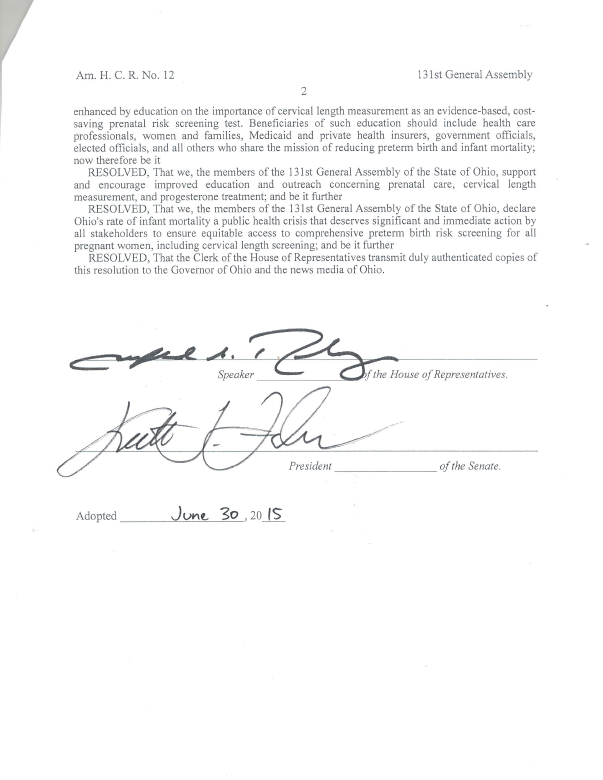 Am. H. C. R. No. 12 131st General Assembly
2
enhanced by education on the importance of cervical length measurement as an evidence-based, cost-
saving prenatal risk screening test. Beneficiaries of such education should include health care
professionals, women and families, Medicaid and private health insurers, government officials,
elected officials, and all others who share the mission of reducing preterm birth and infant mortality;
now therefore be it
RESOLVED, That we, the members of the 131st General Assembly of the State of Ohio, support
and encourage improved education and outreach concerning prenatal care, cervical length
measurement, and progesterone treatment; and be it further
RESOLVED, That we, the members of the 131st General Assembly of the State of Ohio, declare
Ohio's rate of infant mortality a public health crisis that deserves significant and immediate action by
all stakeholders to ensure equitable access to comprehensive preterm birth risk screening for all
pregnant women, including cervical length screening; and be it further
RESOLVED, That the Clerk of the House of Representatives transmit duly authenticated copies of
this resolution to the Governor of Ohio and the news media of Ohio.
Speaker of the House of Representatives.
President of the Senate.
Adopted June 30, 2015